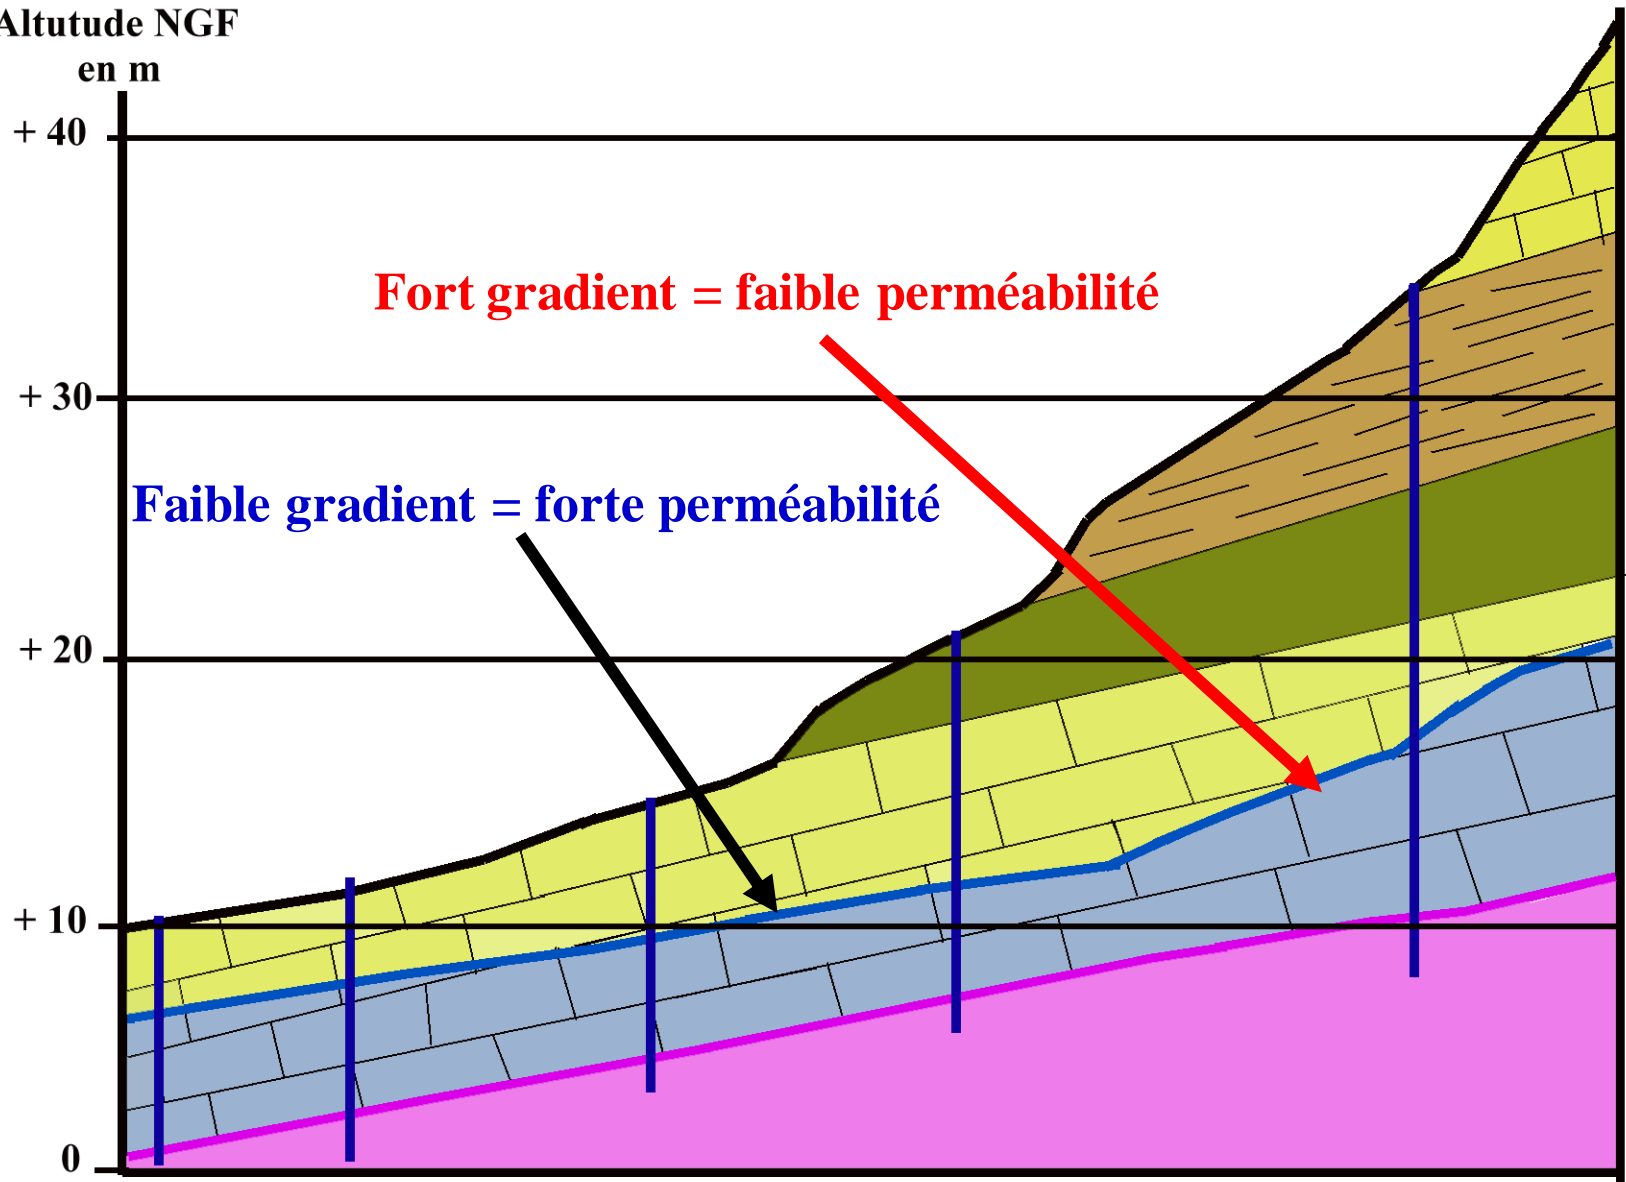 Altutude NGF
en m
+ 40
+ 30
+ 20
+ 10
0
Fort gradient = faible perméabilité
Faible gradient = forte perméabilité